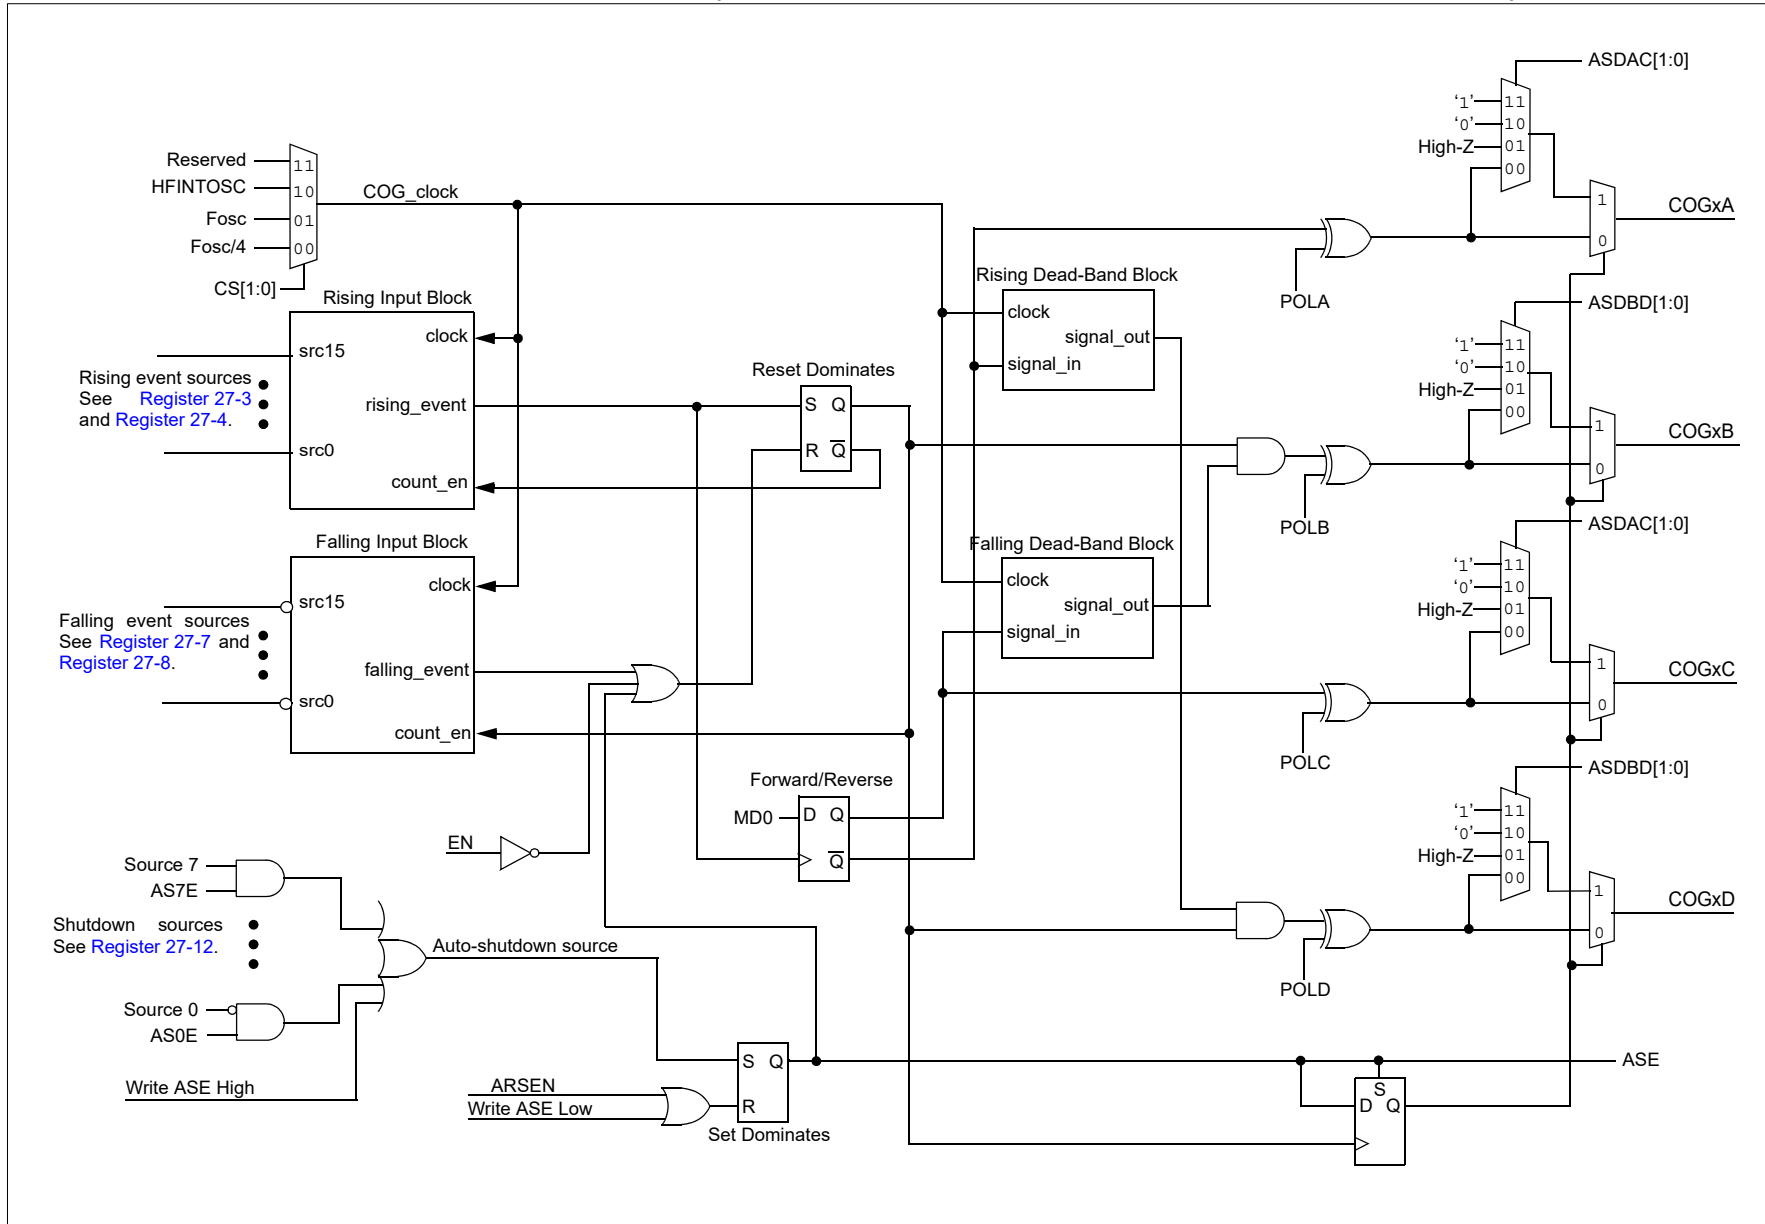 ASDAC[1:0]
‘1’ 11
‘0’ 10
High-Z 01
00
1
COGxA
0
POLA
Reserved 11
HFINTOSC 10
Fosc 01
Fosc/4 00
CS[1:0]
COG_clock
Rising Input Block
clock
src15
Rising event sources
See Register 27-3
and Register 27-4.
rising_event
src0
count_en
Reset Dominates
S Q
R Q
Falling Input Block
clock
src15
Falling event sources
See Register 27-7 and
Register 27-8.
falling_event
src0
count_en
Rising Dead-Band Block
clock
signal_out
signal_in
Falling Dead-Band Block
clock
signal_out
signal_in
ASDBD[1:0]
‘1’ 11
‘0’ 10
High-Z 01
00
1
COGxB
0
POLB
ASDAC[1:0]
‘1’ 11
‘0’ 10
High-Z 01
00
1
COGxC
0
POLC
Forward/Reverse
MD0 D Q
Q
EN
ASDBD[1:0]
‘1’ 11
‘0’ 10
High-Z 01
00
1
COGxD
0
POLD
Source 7
AS7E
Shutdown sources
See Register 27-12.
Auto-shutdown source
Source 0
AS0E
Write ASE High
ARSEN
Write ASE Low
S Q
R
Set Dominates
ASE
S
D Q